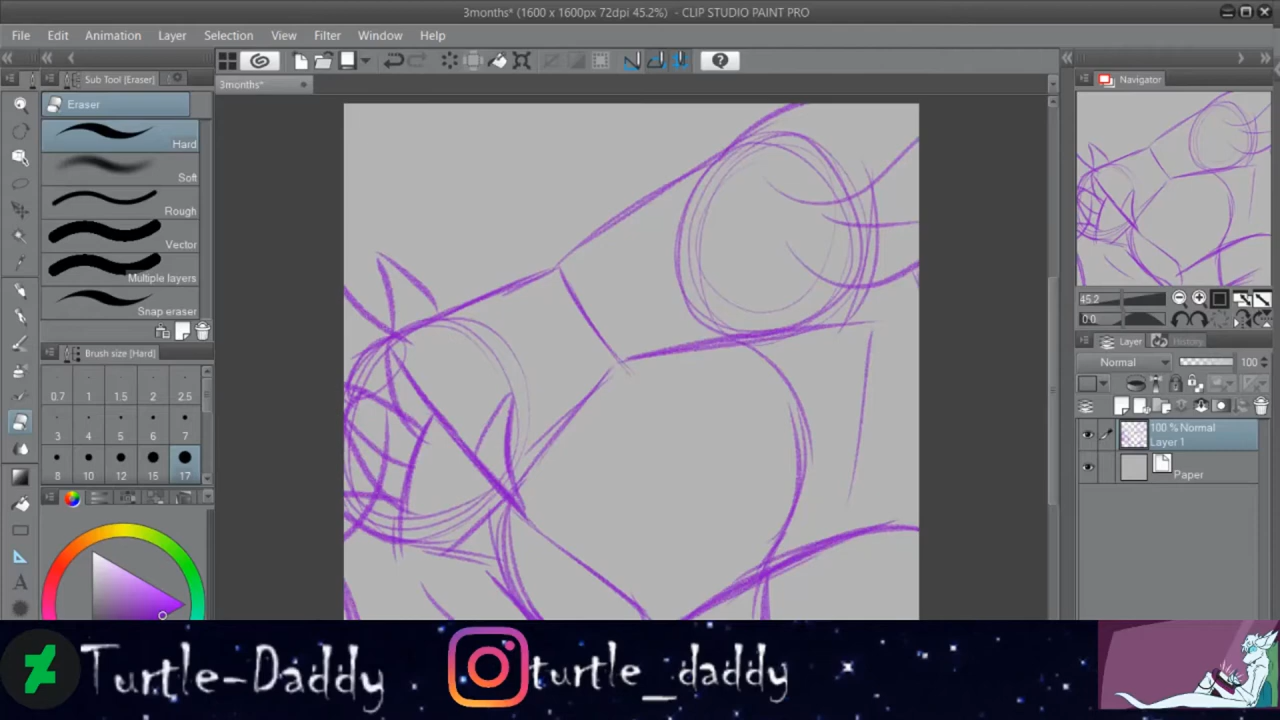 3months* (1600 x 1600px 72dpi 45.2%) - CLIP STUDIO PAINT PRO
File Edit Animation Layer Selection View Filter Window Help
Sub Tool [Eraser]
3months*
Navigator
Eraser
Hard
Soft
Rough
Vector
Multiple layers
Snap eraser
45.2
0.0
Layer History
Brush size [Hard]
Normal 100
0.7 1 1.5 2 2.5
3 4 5 6 7
8 10 12 15 17
100 % Normal
Layer 1
Paper
A
Turtle-Daddy turtle_daddy